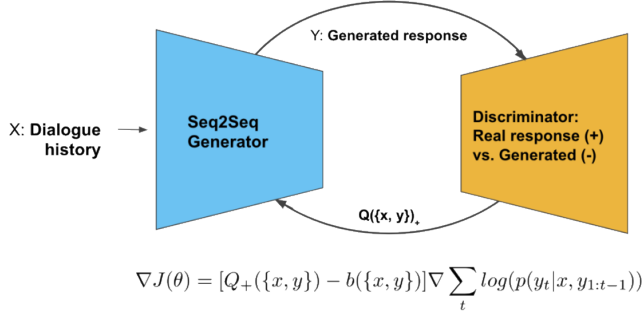 Y: Generated response
X: Dialogue
history
Seq2Seq
Generator
Discriminator:
Real response (+)
vs. Generated (-)
Q({x, y})₊
∇J(θ) = [Q₊({x, y}) − b({x, y})]∇ ∑ₜ log(p(yₜ|x, y₁:ₜ₋₁))